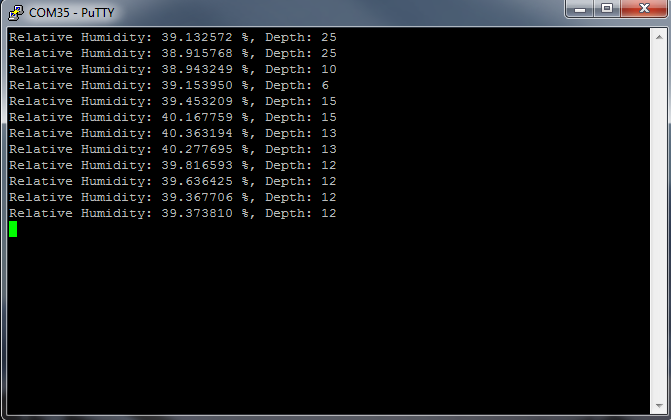 COM35 - PuTTY
Relative Humidity: 39.132572 %, Depth: 25
Relative Humidity: 38.915768 %, Depth: 25
Relative Humidity: 38.943249 %, Depth: 10
Relative Humidity: 39.153950 %, Depth: 6
Relative Humidity: 39.453209 %, Depth: 15
Relative Humidity: 40.167759 %, Depth: 15
Relative Humidity: 40.363194 %, Depth: 13
Relative Humidity: 40.277695 %, Depth: 13
Relative Humidity: 39.816593 %, Depth: 12
Relative Humidity: 39.636425 %, Depth: 12
Relative Humidity: 39.367706 %, Depth: 12
Relative Humidity: 39.373810 %, Depth: 12